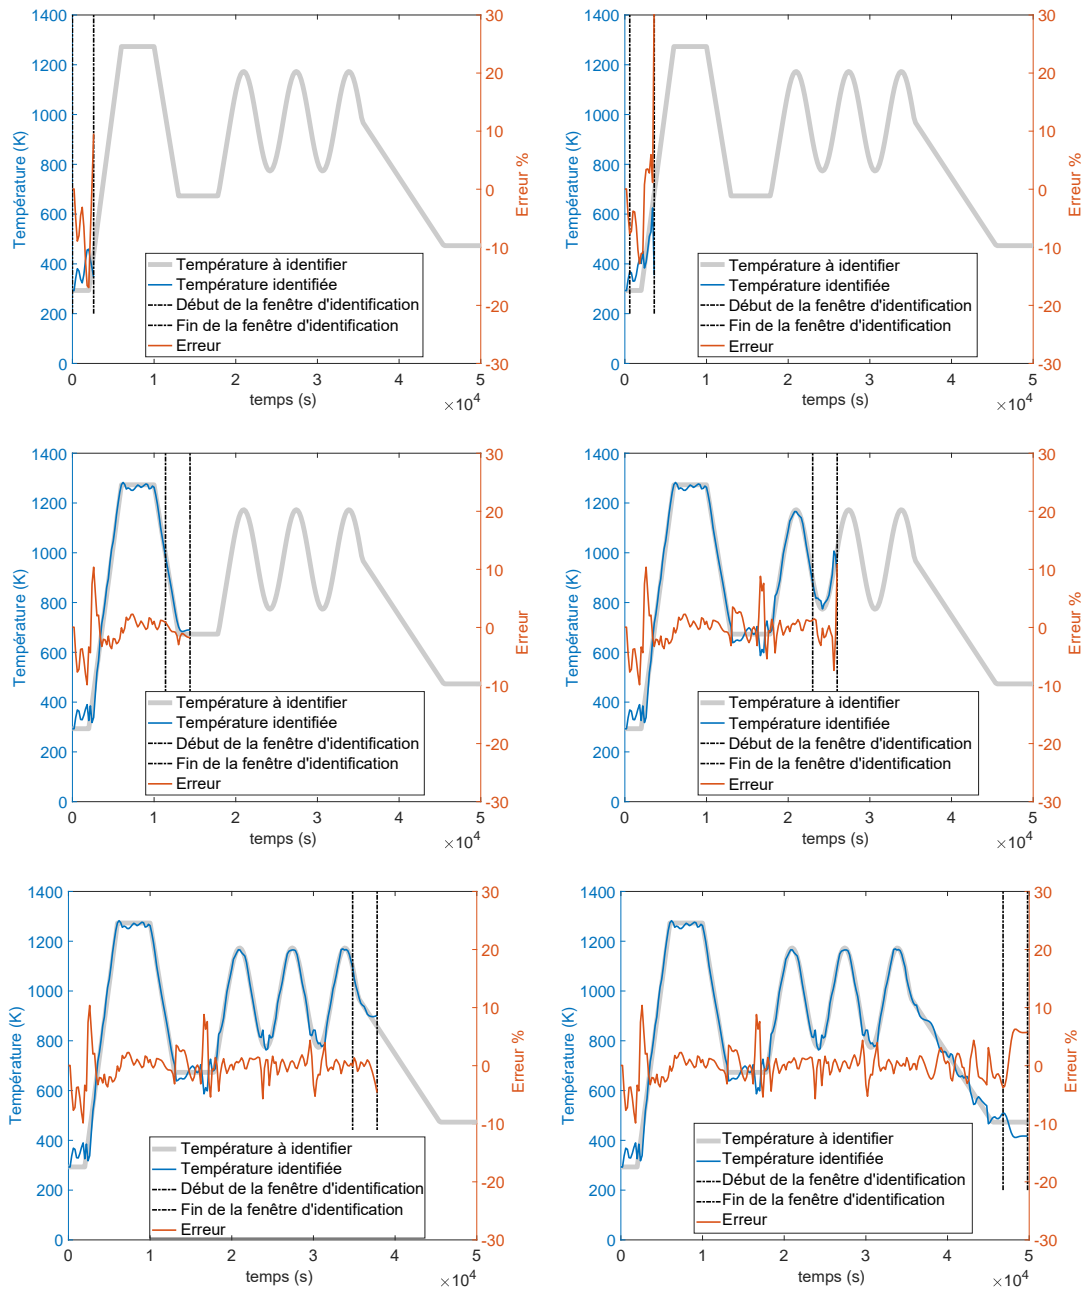 1400
1200
1000
800
600
400
200
0
Température (K)
30
20
10
0
-10
-20
-30
Erreur %
Température à identifier
Température identifiée
Début de la fenêtre d'identification
Fin de la fenêtre d'identification
Erreur
0 1 2 3 4 5
temps (s)
×10^4
1400
1200
1000
800
600
400
200
0
Température (K)
30
20
10
0
-10
-20
-30
Erreur %
Température à identifier
Température identifiée
Début de la fenêtre d'identification
Fin de la fenêtre d'identification
Erreur
0 1 2 3 4 5
temps (s)
×10^4
1400
1200
1000
800
600
400
200
0
Température (K)
30
20
10
0
-10
-20
-30
Erreur
Température à identifier
Température identifiée
Début de la fenêtre d'identification
Fin de la fenêtre d'identification
Erreur
0 1 2 3 4 5
temps (s)
×10^4
1400
1200
1000
800
600
400
200
0
Température (K)
30
20
10
0
-10
-20
-30
Erreur %
Température à identifier
Température identifiée
Début de la fenêtre d'identification
Fin de la fenêtre d'identification
Erreur
0 1 2 3 4 5
temps (s)
×10^4
1400
1200
1000
800
600
400
200
0
Température (K)
30
20
10
0
-10
-20
-30
Erreur %
Température à identifier
Température identifiée
Début de la fenêtre d'identification
Fin de la fenêtre d'identification
Erreur
0 1 2 3 4 5
temps (s)
×10^4
1400
1200
1000
800
600
400
200
0
Température (K)
30
20
10
0
-10
-20
-30
Erreur %
Température à identifier
Température identifiée
Début de la fenêtre d'identification
Fin de la fenêtre d'identification
Erreur
0 1 2 3 4 5
temps (s)
×10^4